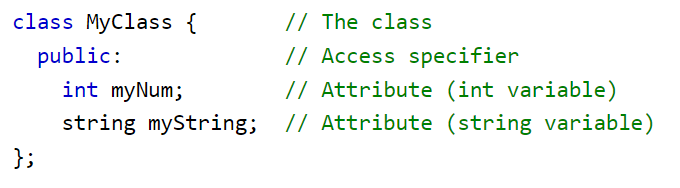 class MyClass {       // The class
  public:             // Access specifier
    int myNum;        // Attribute (int variable)
    string myString;  // Attribute (string variable)
};